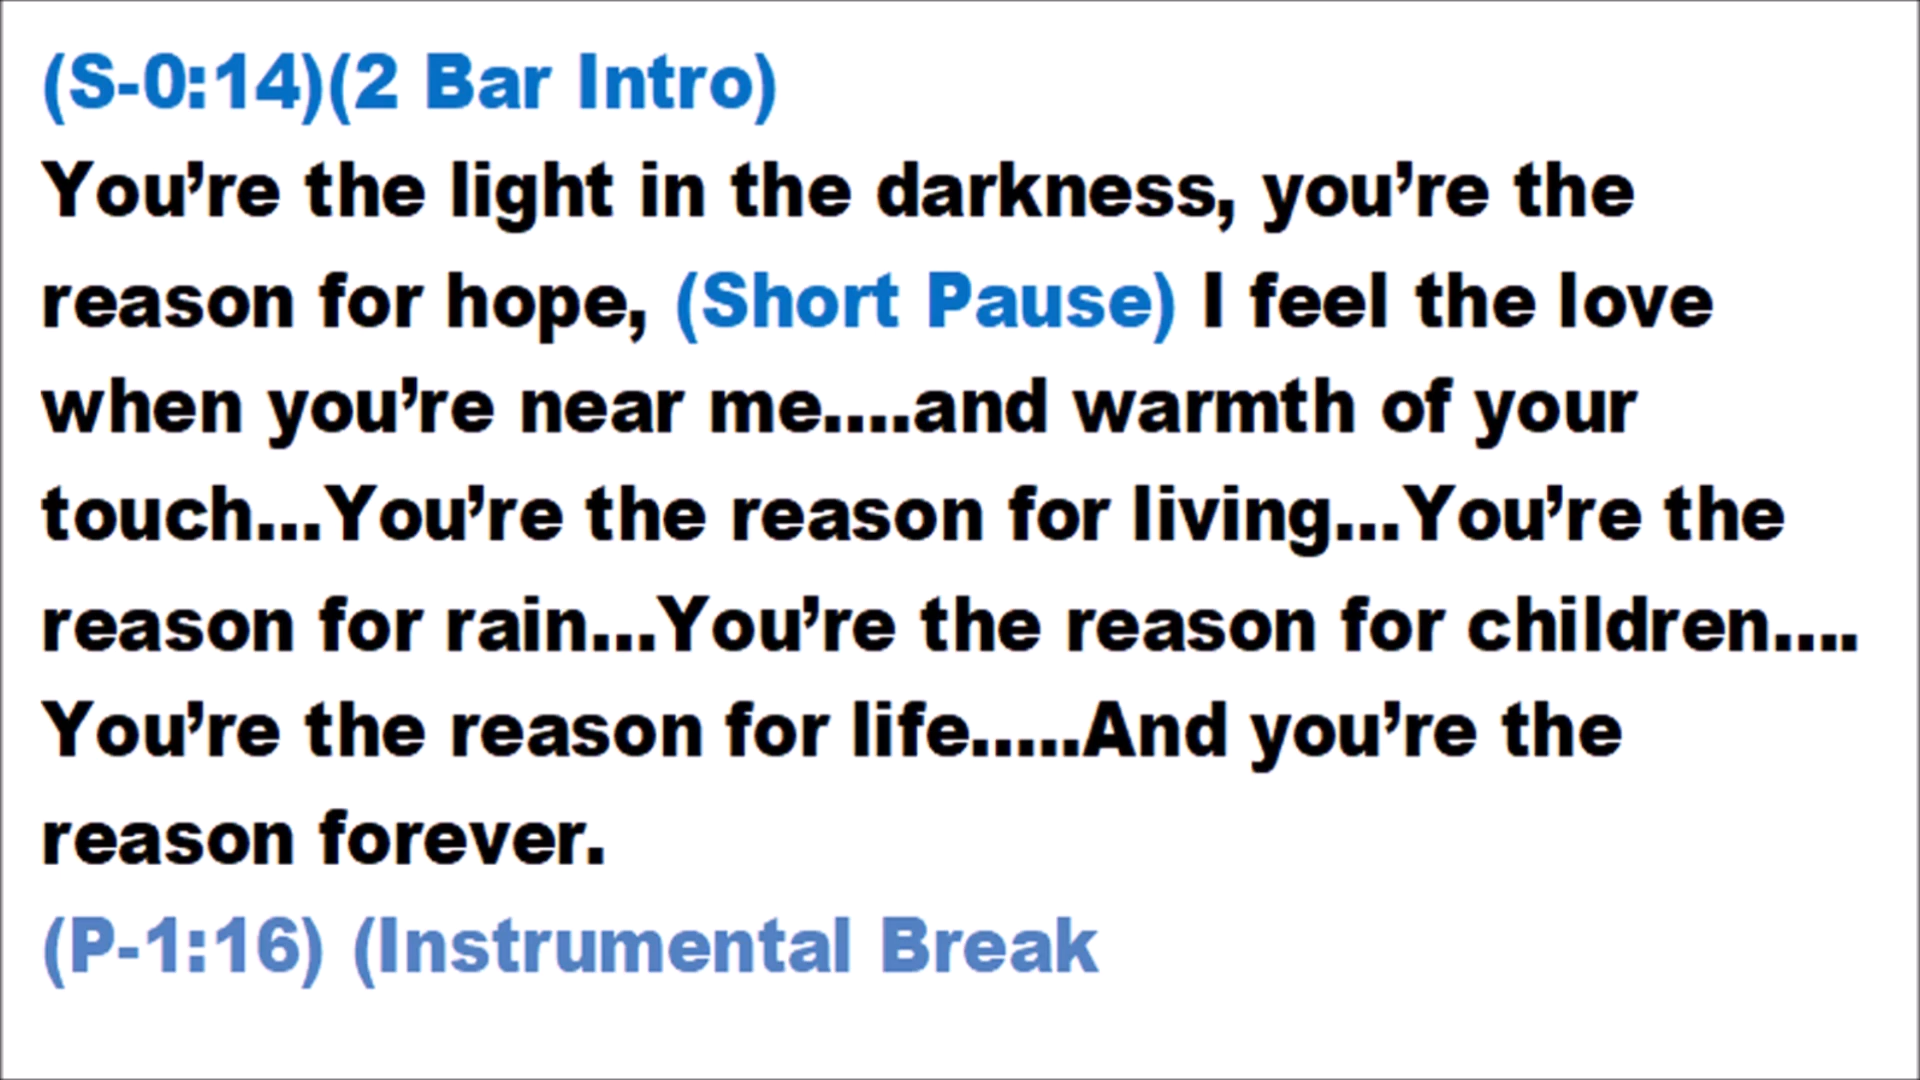 (S-0:14)(2 Bar Intro)
You’re the light in the darkness, you’re the
reason for hope, (Short Pause) I feel the love
when you’re near me....and warmth of your
touch...You’re the reason for living...You’re the
reason for rain...You’re the reason for children....
You’re the reason for life.....And you’re the
reason forever.
(P-1:16) (Instrumental Break